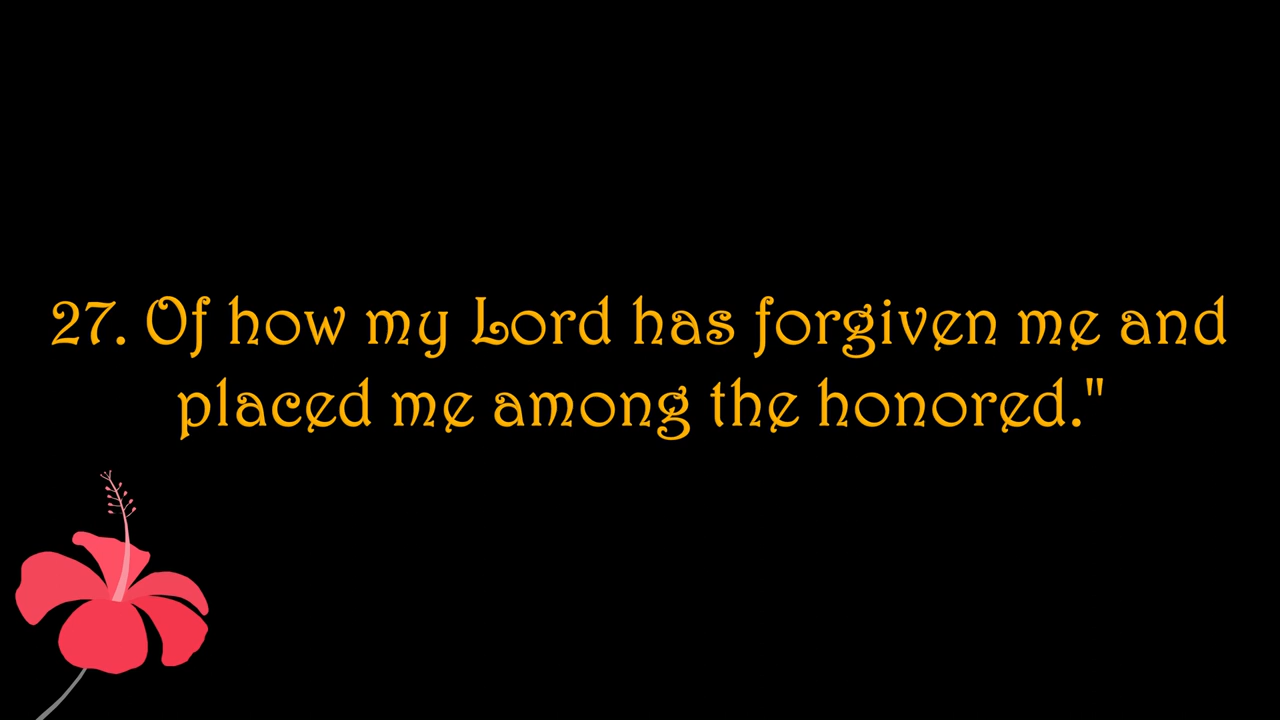 27. Of how my Lord has forgiven me and
placed me among the honored."